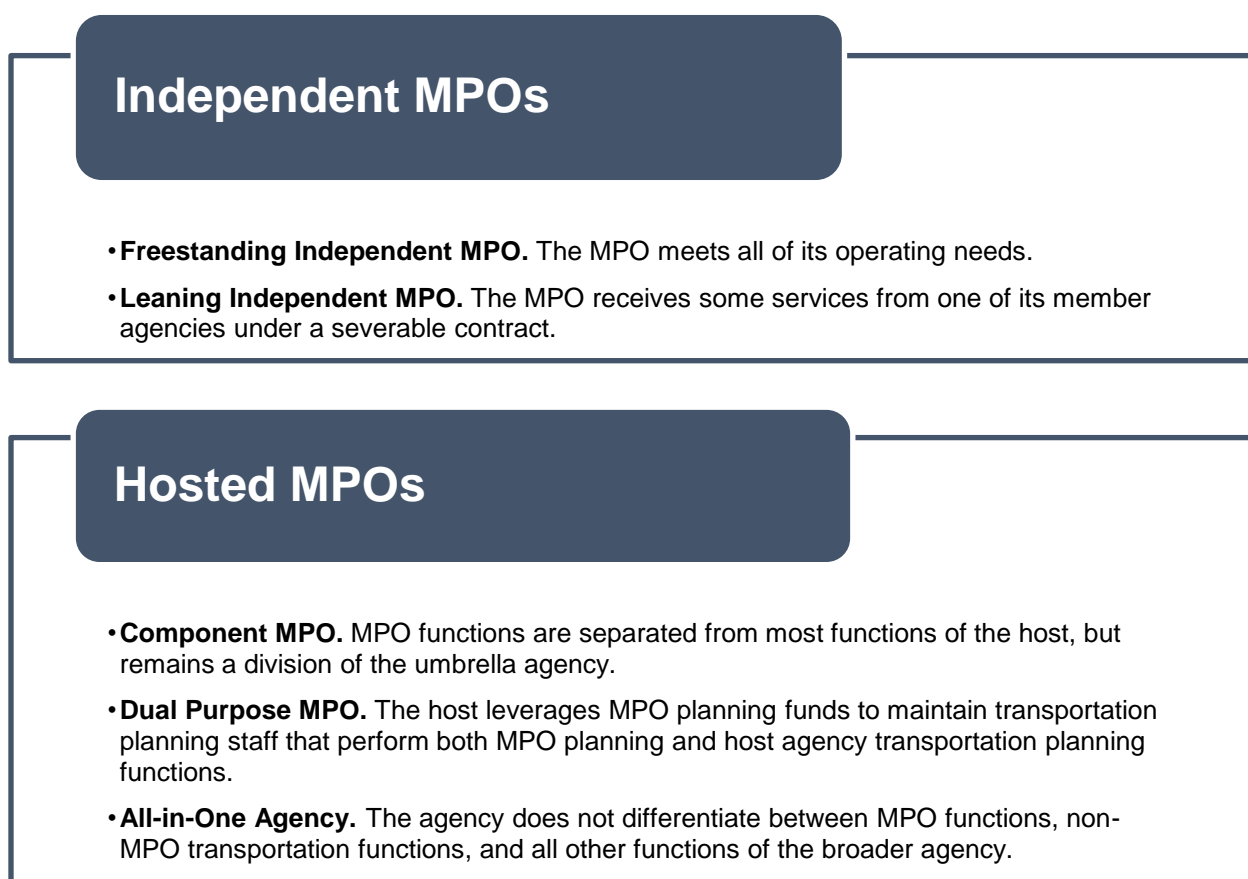 Independent MPOs
•Freestanding Independent MPO. The MPO meets all of its operating needs.
•Leaning Independent MPO. The MPO receives some services from one of its member
agencies under a severable contract.
Hosted MPOs
•Component MPO. MPO functions are separated from most functions of the host, but
remains a division of the umbrella agency.
•Dual Purpose MPO. The host leverages MPO planning funds to maintain transportation
planning staff that perform both MPO planning and host agency transportation planning
functions.
•All-in-One Agency. The agency does not differentiate between MPO functions, non-
MPO transportation functions, and all other functions of the broader agency.